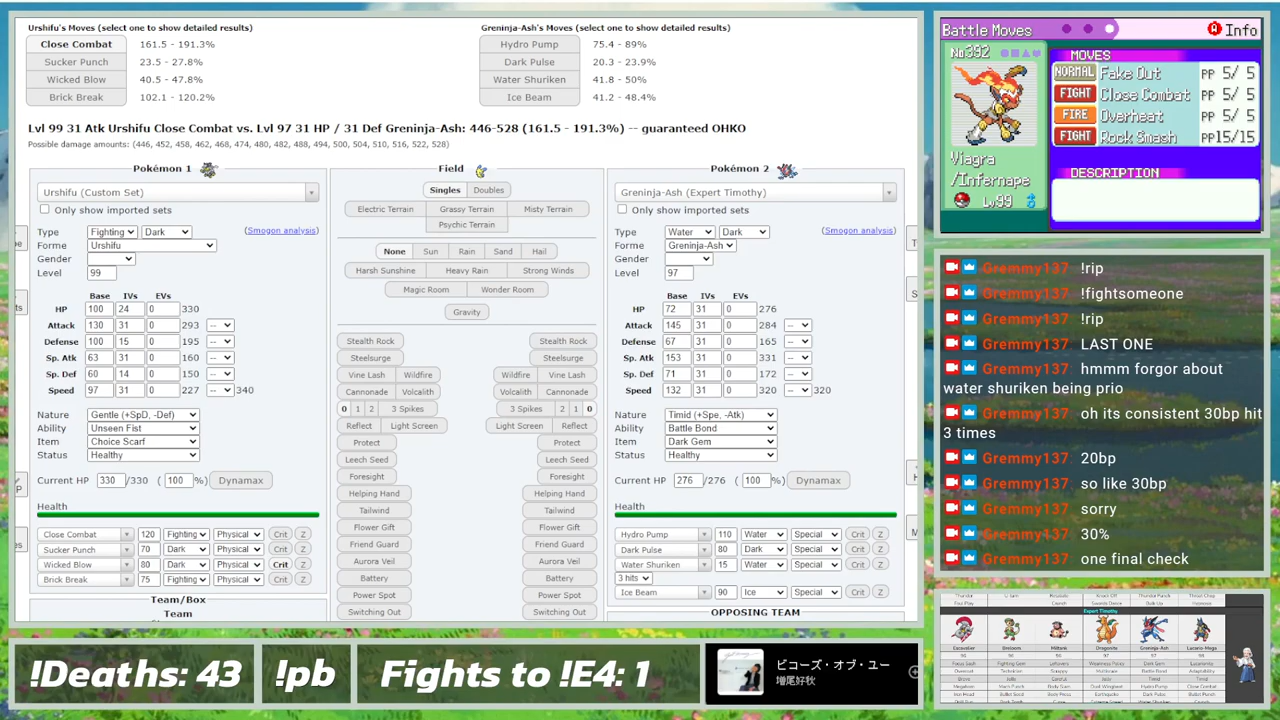 Urshifu's Moves (select one to show detailed results)
Close Combat 161.5 - 191.3%
Sucker Punch 23.5 - 27.8%
Wicked Blow 40.5 - 47.8%
Brick Break 102.1 - 120.2%
Greninja-Ash's Moves (select one to show detailed results)
Hydro Pump 75.4 - 89%
Dark Pulse 20.3 - 23.9%
Water Shuriken 41.8 - 50%
Ice Beam 41.2 - 48.4%
Lvl 99 31 Atk Urshifu Close Combat vs. Lvl 97 31 HP / 31 Def Greninja-Ash: 446-528 (161.5 - 191.3%) -- guaranteed OHKO
Possible damage amounts: (446, 452, 458, 462, 468, 474, 480, 482, 488, 494, 500, 504, 510, 516, 522, 528)
Pokémon 1
Urshifu (Custom Set)
Only show imported sets
Type Fighting Dark (Smogon analysis)
Forme Urshifu
Gender
Level 99
Base IVs EVs
HP 100 24 0 330
Attack 130 31 0 293 --
Defense 100 15 0 195 --
Sp. Atk 63 31 0 160 --
Sp. Def 60 14 0 150 --
Speed 97 31 0 227 -- 340
Nature Gentle (+SpD, -Def)
Ability Unseen Fist
Item Choice Scarf
Status Healthy
Current HP 330 /330 ( 100 %) Dynamax
Health
Close Combat 120 Fighting Physical Crit Z
Sucker Punch 70 Dark Physical Crit Z
Wicked Blow 80 Dark Physical Crit Z
Brick Break 75 Fighting Physical Crit Z
Team/Box
Team
Field
Singles Doubles
Electric Terrain Grassy Terrain Misty Terrain
Psychic Terrain
None Sun Rain Sand Hail
Harsh Sunshine Heavy Rain Strong Winds
Magic Room Wonder Room
Gravity
Stealth Rock Stealth Rock
Steelsurge Steelsurge
Vine Lash Wildfire Wildfire Vine Lash
Cannonade Volcalith Volcalith Cannonade
0 1 2 3 Spikes 3 Spikes 2 1 0
Reflect Light Screen Light Screen Reflect
Protect Protect
Leech Seed Leech Seed
Foresight Foresight
Helping Hand Helping Hand
Tailwind Tailwind
Flower Gift Flower Gift
Friend Guard Friend Guard
Aurora Veil Aurora Veil
Battery Battery
Power Spot Power Spot
Switching Out Switching Out
Pokémon 2
Greninja-Ash (Expert Timothy)
Only show imported sets
Type Water Dark (Smogon analysis)
Forme Greninja-Ash
Gender
Level 97
Base IVs EVs
HP 72 31 0 276
Attack 145 31 0 284 --
Defense 67 31 0 165 --
Sp. Atk 153 31 0 331 --
Sp. Def 71 31 0 172 --
Speed 132 31 0 320 -- 320
Nature Timid (+Spe, -Atk)
Ability Battle Bond
Item Dark Gem
Status Healthy
Current HP 276 /276 ( 100 %) Dynamax
Health
Hydro Pump 110 Water Special Crit Z
Dark Pulse 80 Dark Special Crit Z
Water Shuriken 15 Water Special Crit Z
3 hits
Ice Beam 90 Ice Special Crit Z
OPPOSING TEAM
Battle Moves A Info
No392
MOVES
NORMAL Fake Out PP 5/ 5
FIGHT Close Combat PP 5/ 5
FIRE Overheat PP 5/ 5
FIGHT Rock Smash PP15/15
DESCRIPTION
Viagra
/Infernape
Lv99
Gremmy137 !rip
Gremmy137 !fightsomeone
Gremmy137 !rip
Gremmy137 LAST ONE
Gremmy137 hmmm forgor about
water shuriken being prio
Gremmy137 oh its consistent 30bp hit
3 times
Gremmy137 20bp
Gremmy137 so like 30bp
Gremmy137 sorry
Gremmy137 30%
Gremmy137 one final check
Expert Timothy
Escavalier Breloom Miltank Dragonite Greninja-Ash Lucario-Mega
!Deaths: 43 !pb Fights to E4:
ビコーズ・オブ・ユー
増尾好秋